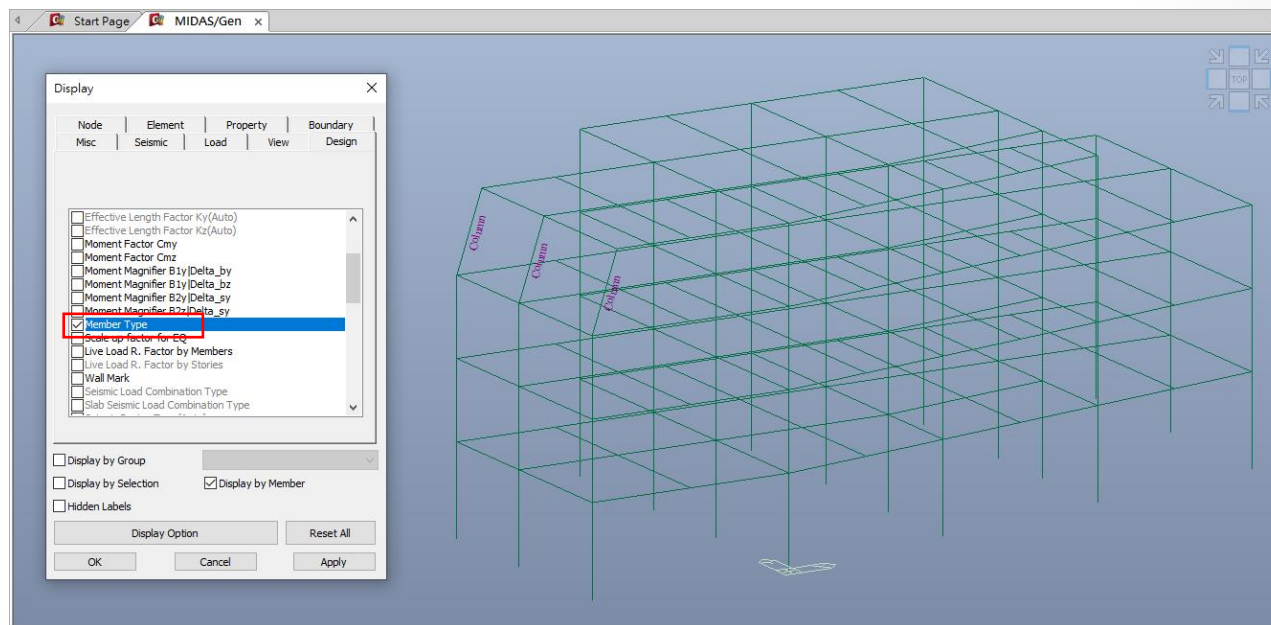 Start Page MIDAS/Gen ×
TOP
Display
Node Element Property Boundary
Misc Seismic Load View Design
Effective Length Factor Ky(Auto)
Effective Length Factor Kz(Auto)
Moment Factor Cmy
Moment Factor Cmz
Moment Magnifier B1y|Delta_by
Moment Magnifier B1y|Delta_bz
Moment Magnifier B2y|Delta_sy
Moment Magnifier B2z|Delta_sy
Member Type
Scale up factor for EQ
Live Load R. Factor by Members
Live Load R. Factor by Stories
Wall Mark
Seismic Load Combination Type
Slab Seismic Load Combination Type
Display by Group
Display by Selection Display by Member
Hidden Labels
Display Option Reset All
OK Cancel Apply
Column
Column
Column